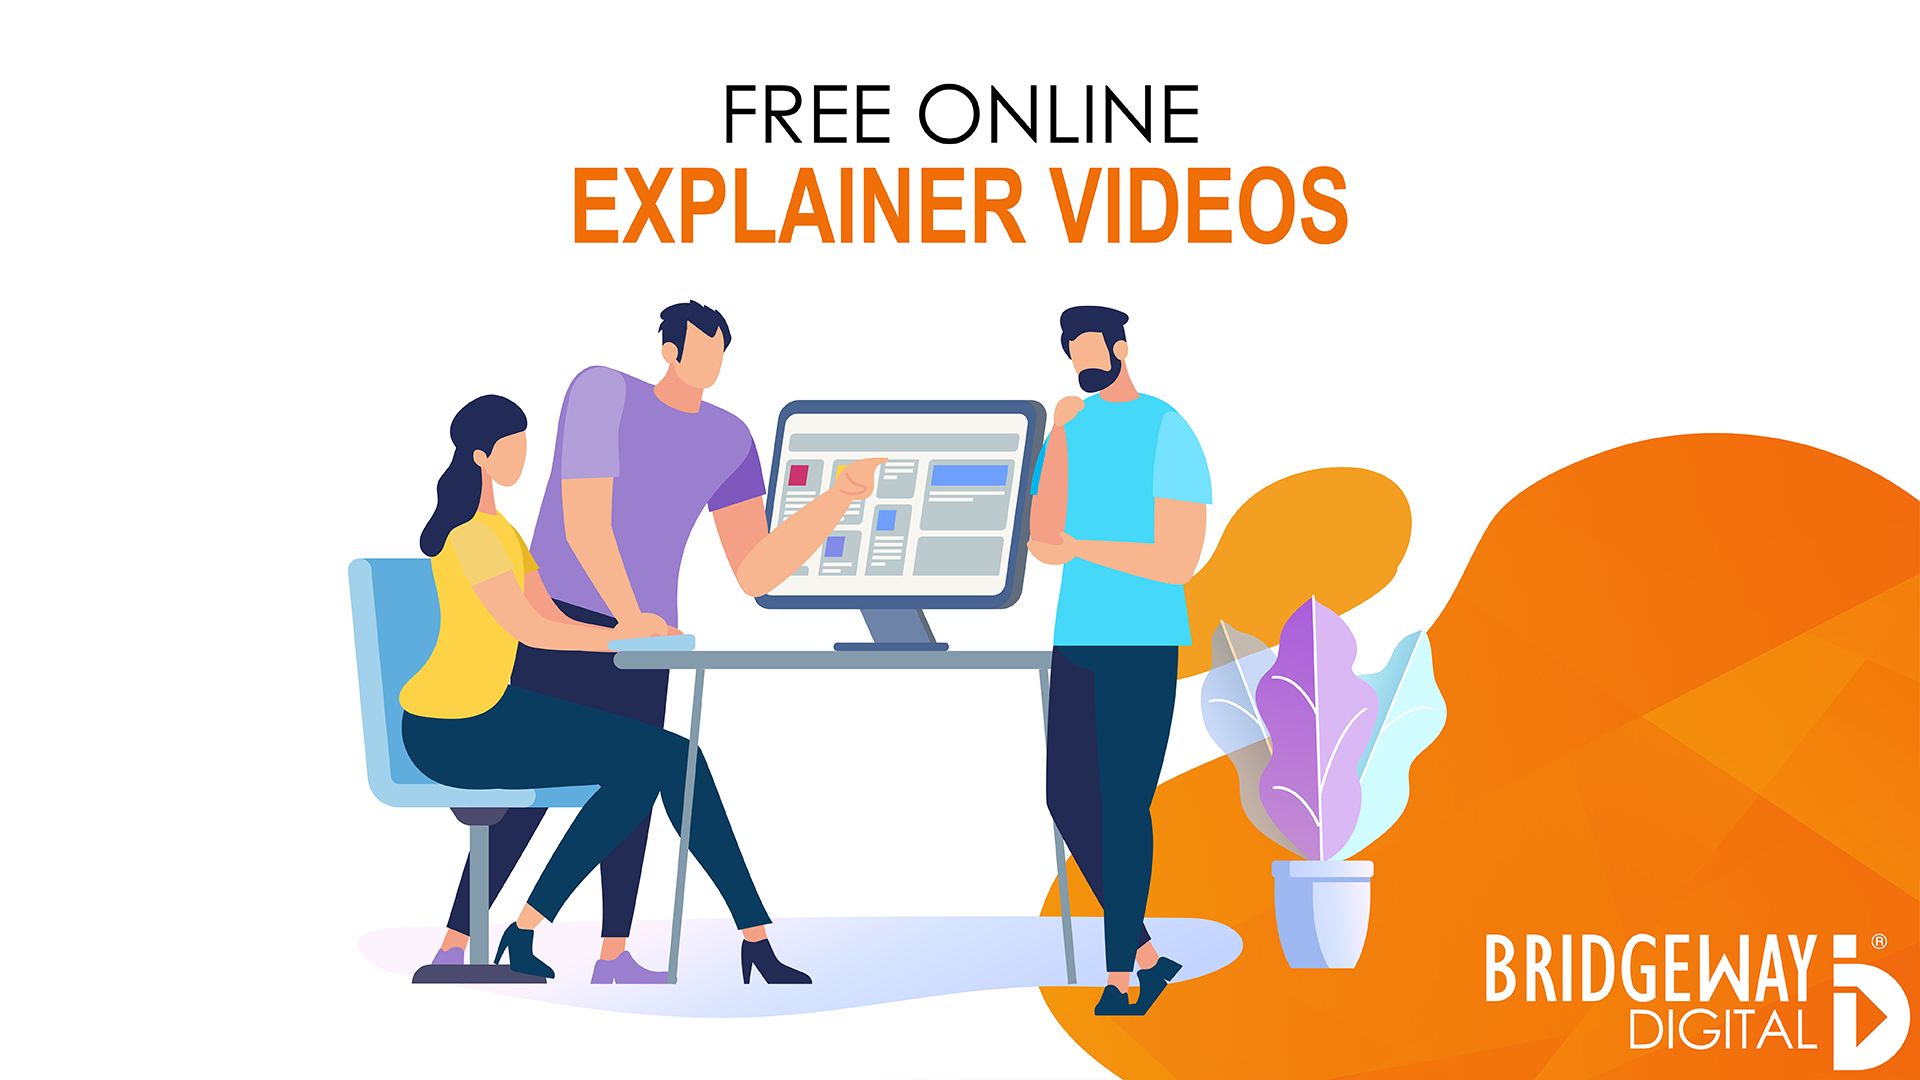 FREE ONLINE
EXPLAINER VIDEOS
BRIDGEWAY ®
DIGITAL